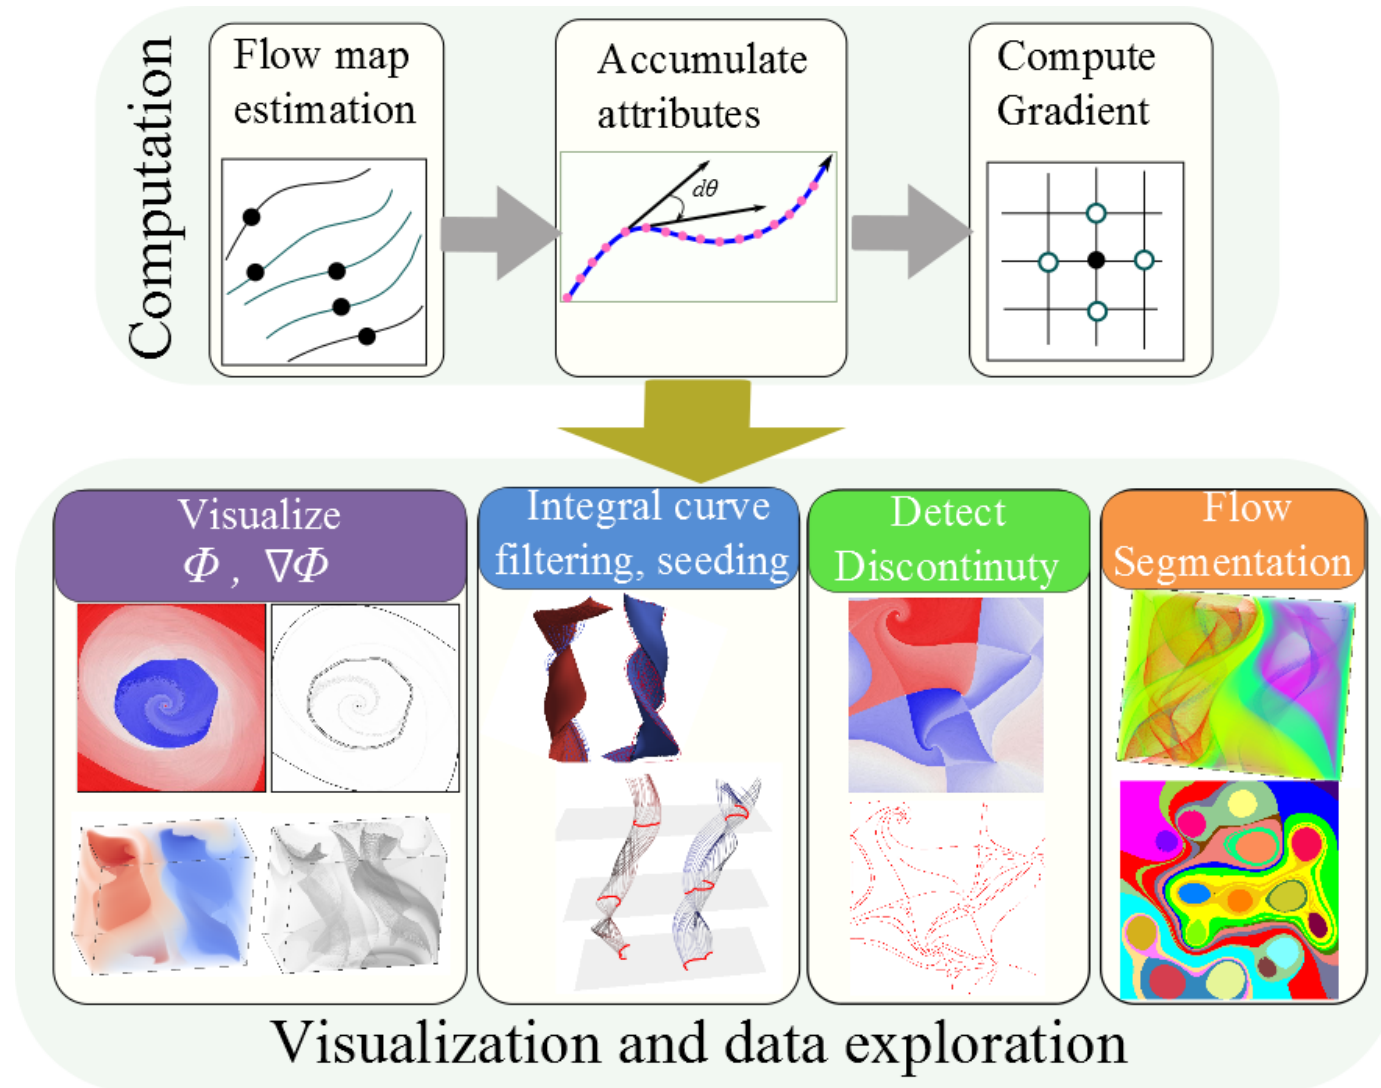 Computation
Flow map
estimation
Accumulate
attributes
dθ
Compute
Gradient
Visualize
Φ , ∇Φ
Integral curve
filtering, seeding
Detect
Discontinuty
Flow
Segmentation
Visualization and data exploration